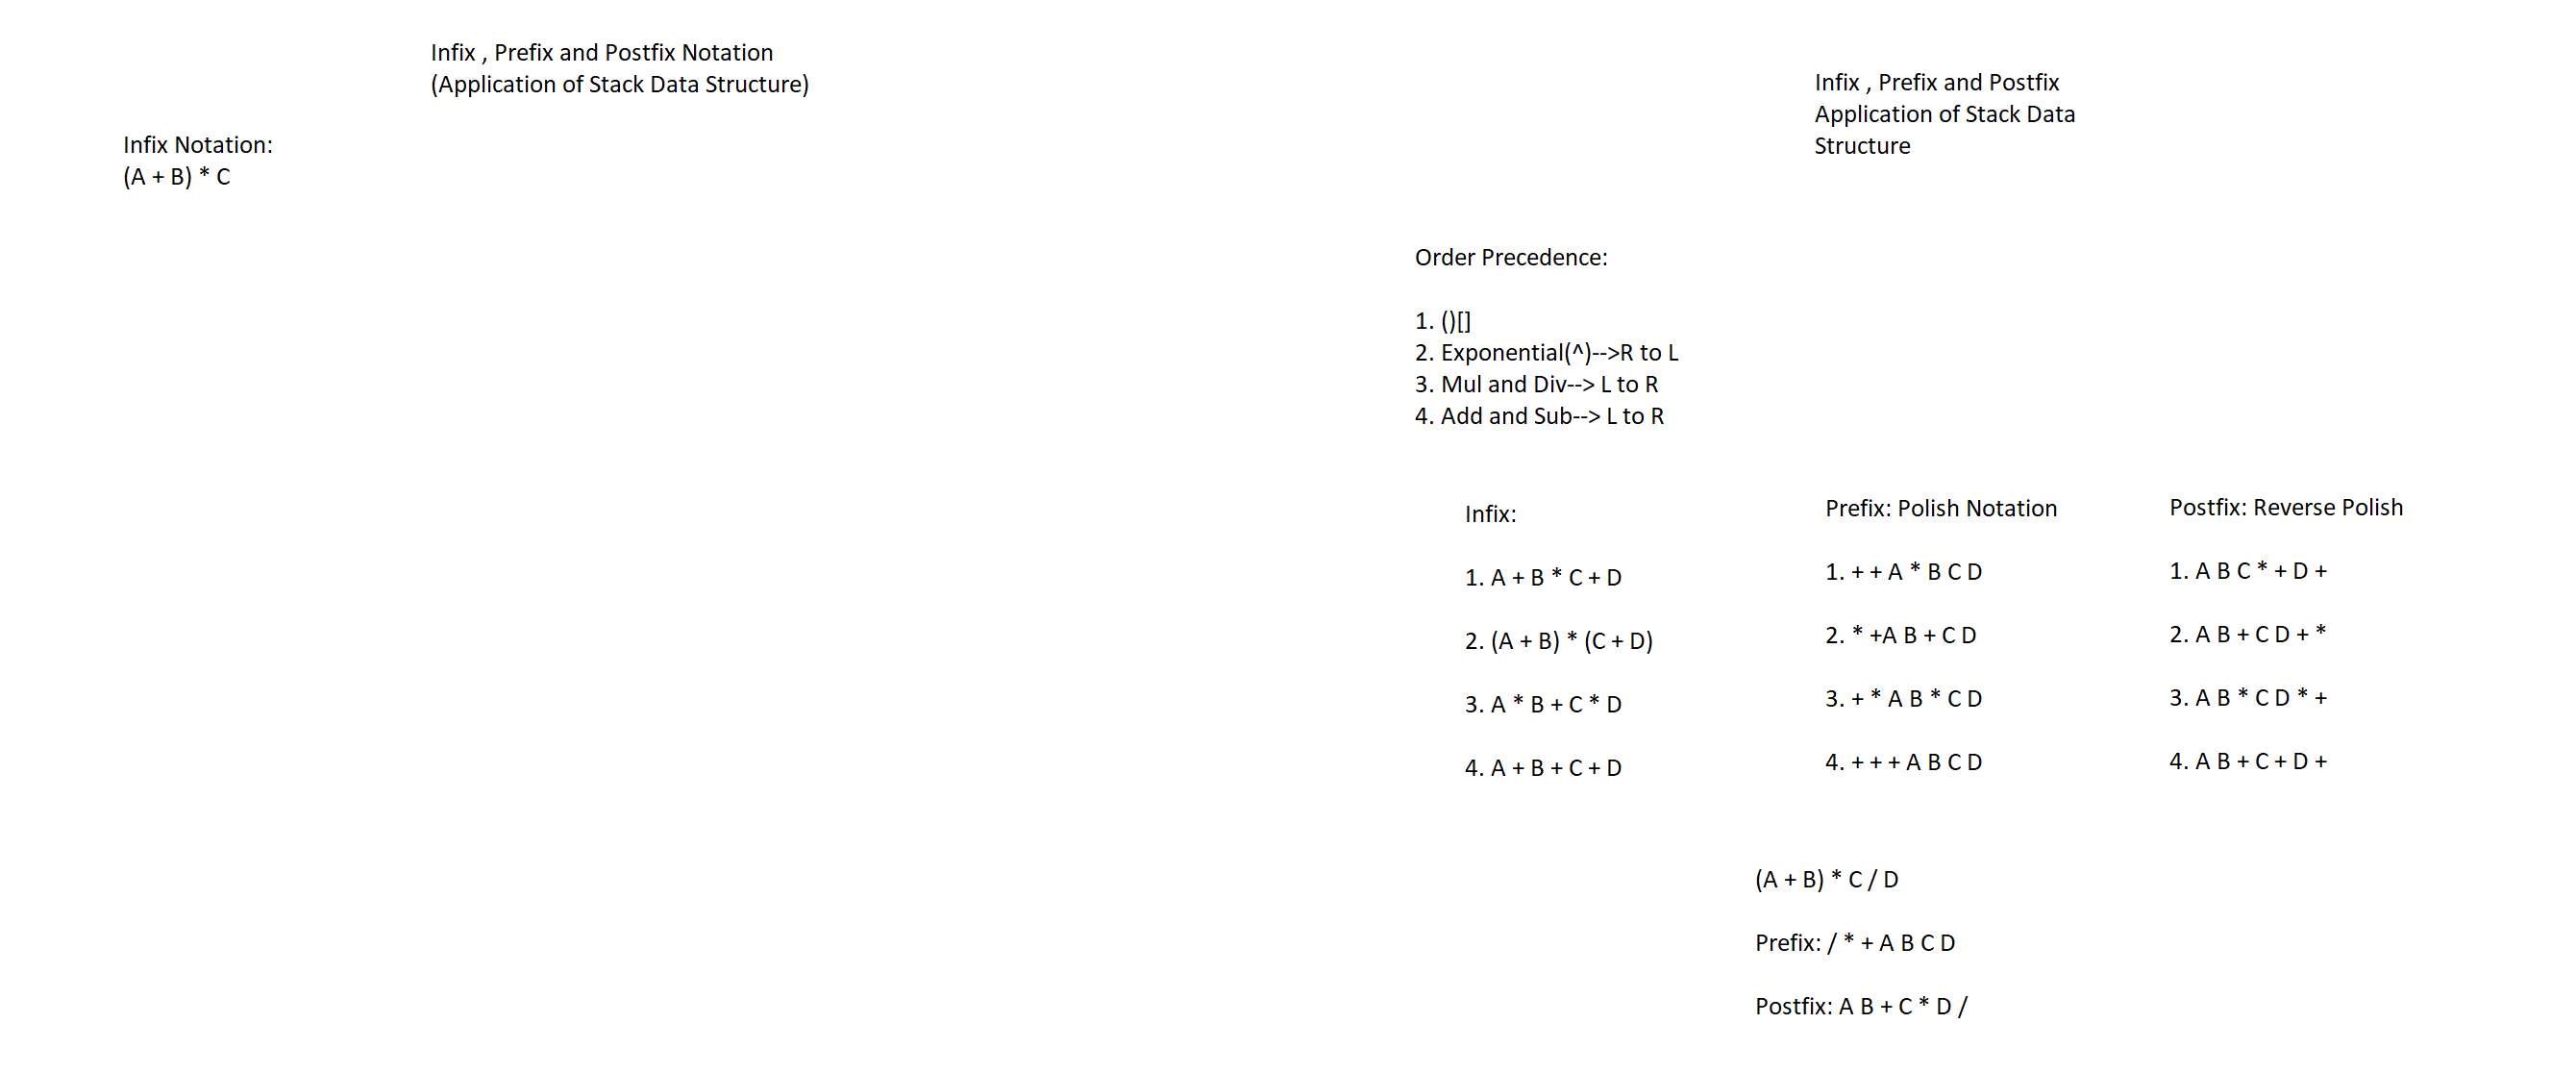 Infix , Prefix and Postfix Notation
(Application of Stack Data Structure)
Infix Notation:
(A + B) * C
Infix , Prefix and Postfix
Application of Stack Data
Structure
Order Precedence:
1. ()[]
2. Exponential(^)-->R to L
3. Mul and Div--> L to R
4. Add and Sub--> L to R
Infix:
1. A + B * C + D
2. (A + B) * (C + D)
3. A * B + C * D
4. A + B + C + D
Prefix: Polish Notation
1. + + A * B C D
2. * +A B + C D
3. + * A B * C D
4. + + + A B C D
Postfix: Reverse Polish
1. A B C * + D +
2. A B + C D + *
3. A B * C D * +
4. A B + C + D +
(A + B) * C / D
Prefix: / * + A B C D
Postfix: A B + C * D /